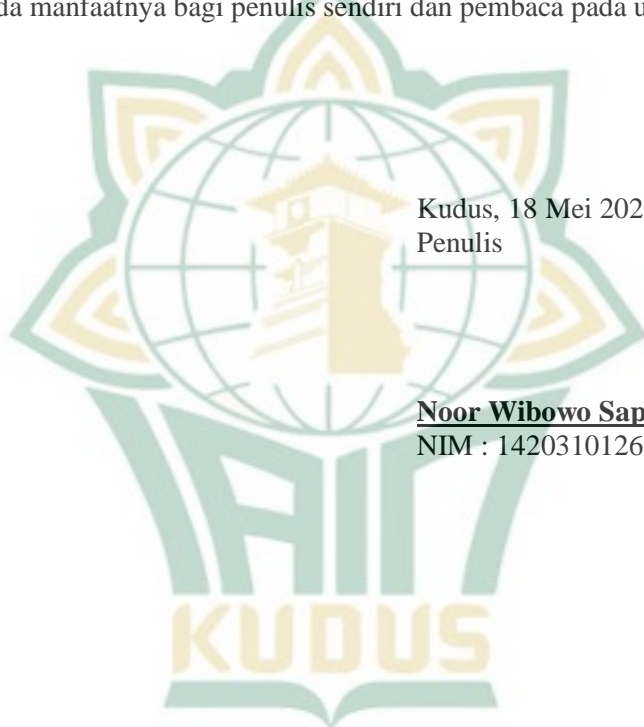 da manfaatnya bagi penulis sendiri dan pembaca pada u
Kudus, 18 Mei 202
Penulis
Noor Wibowo Sap
NIM : 1420310126
IAIN
KUDUS